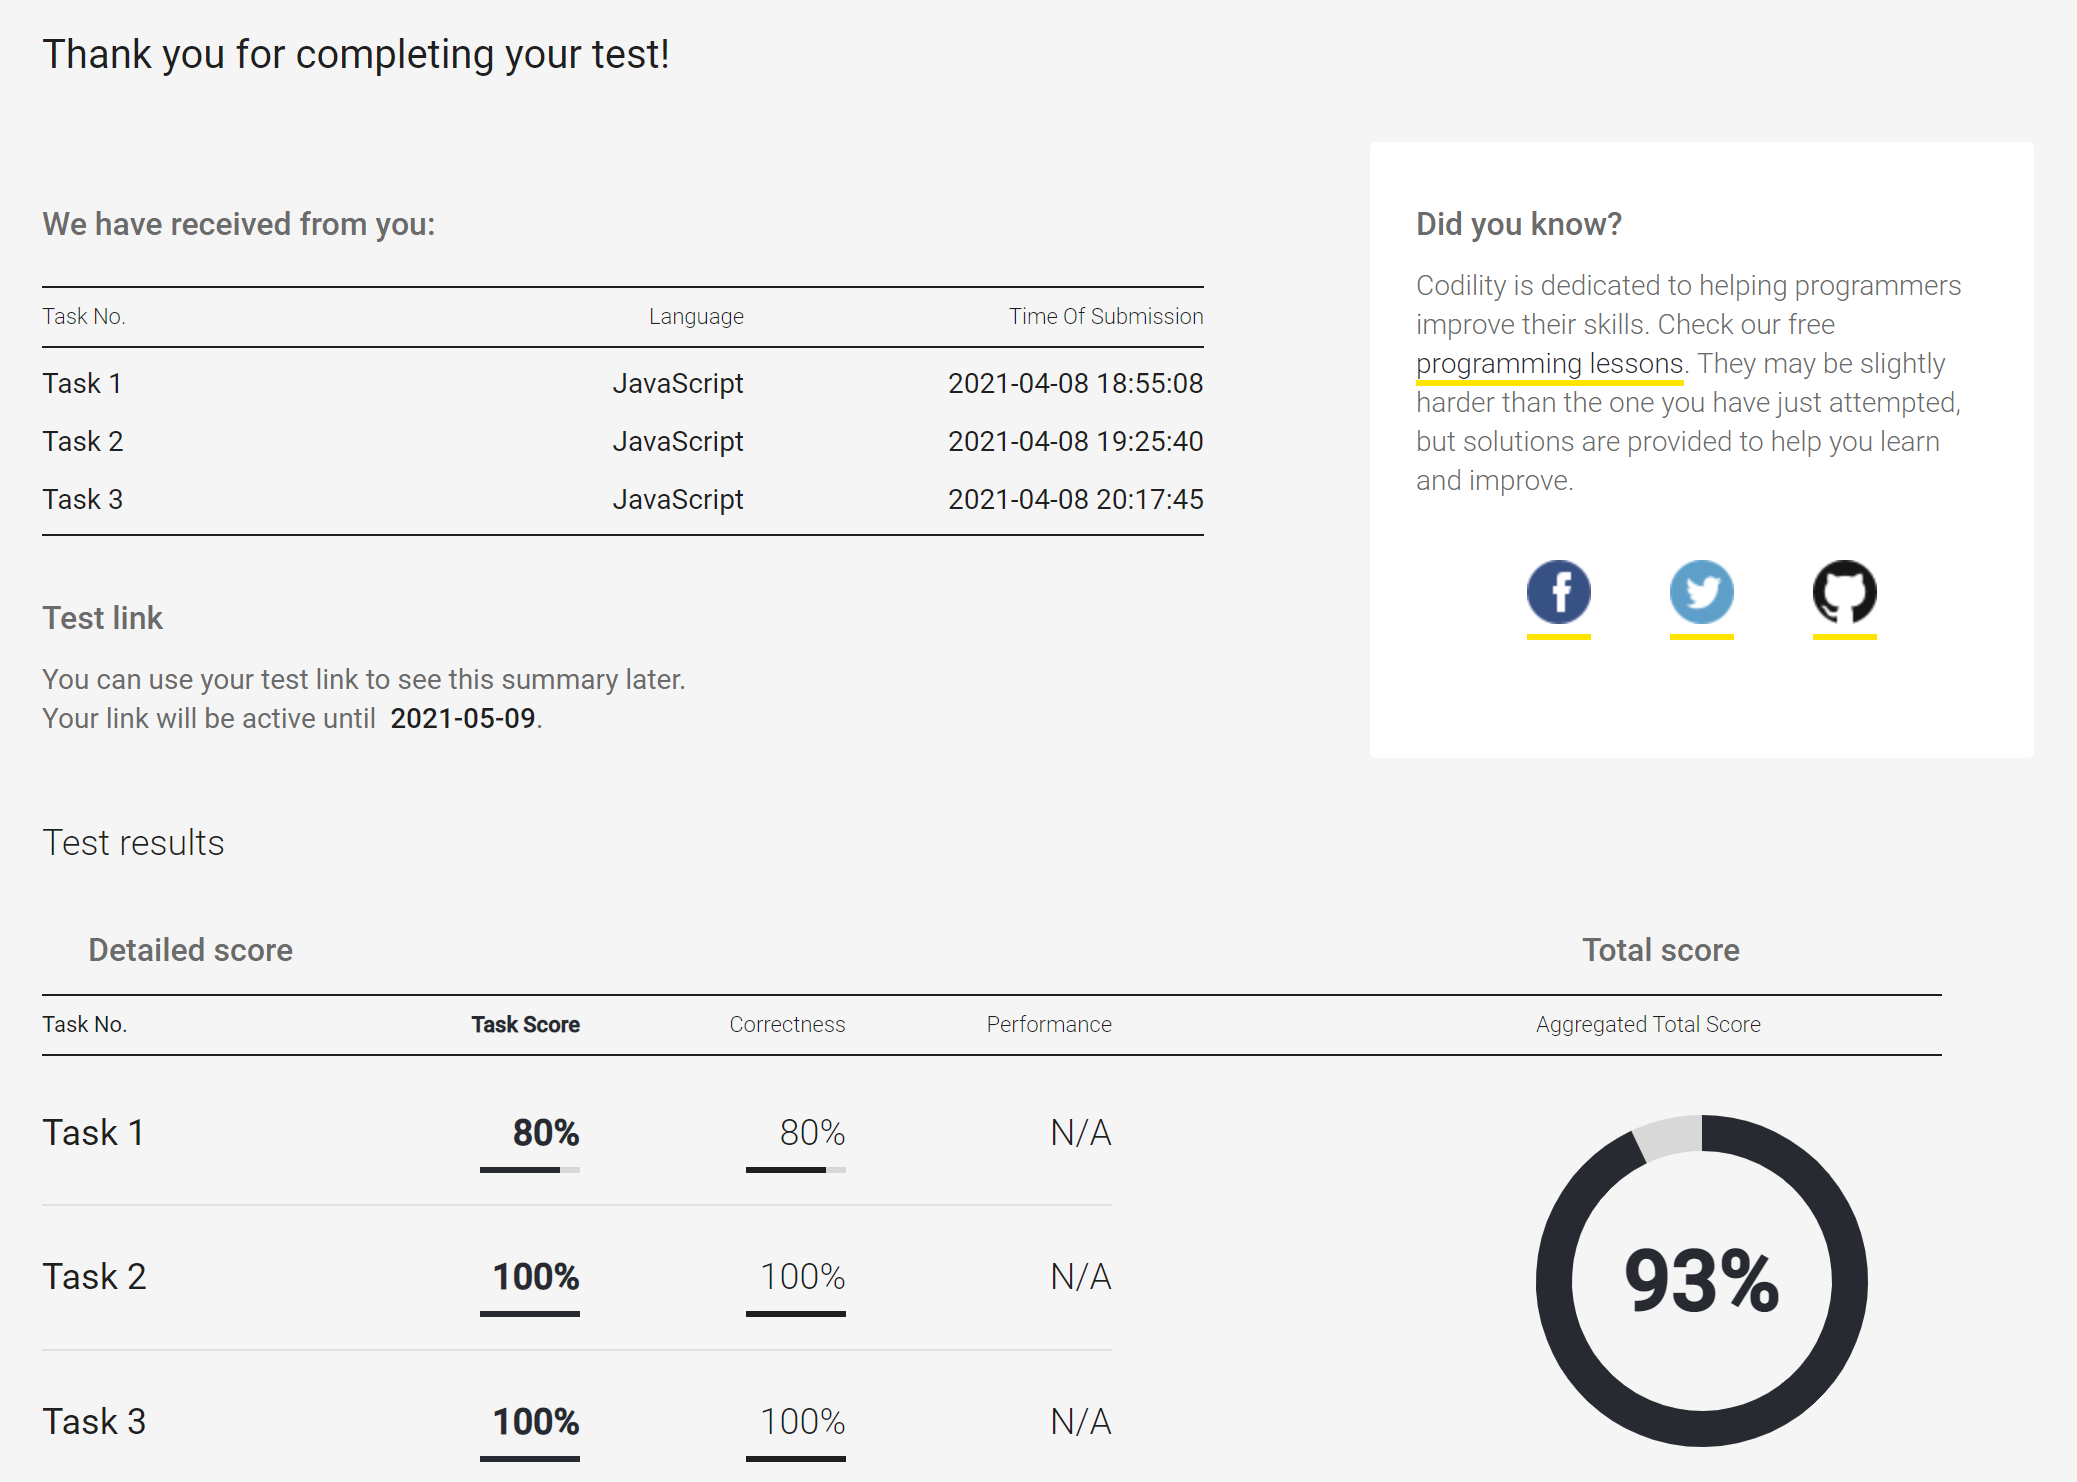 Thank you for completing your test!
We have received from you:
Task No. Language Time Of Submission
Task 1 JavaScript 2021-04-08 18:55:08
Task 2 JavaScript 2021-04-08 19:25:40
Task 3 JavaScript 2021-04-08 20:17:45
Test link
You can use your test link to see this summary later.
Your link will be active until 2021-05-09.
Did you know?
Codility is dedicated to helping programmers
improve their skills. Check our free
programming lessons. They may be slightly
harder than the one you have just attempted,
but solutions are provided to help you learn
and improve.
Test results
Detailed score
Task No. Task Score Correctness Performance
Task 1 80% 80% N/A
Task 2 100% 100% N/A
Task 3 100% 100% N/A
Total score
Aggregated Total Score
93%